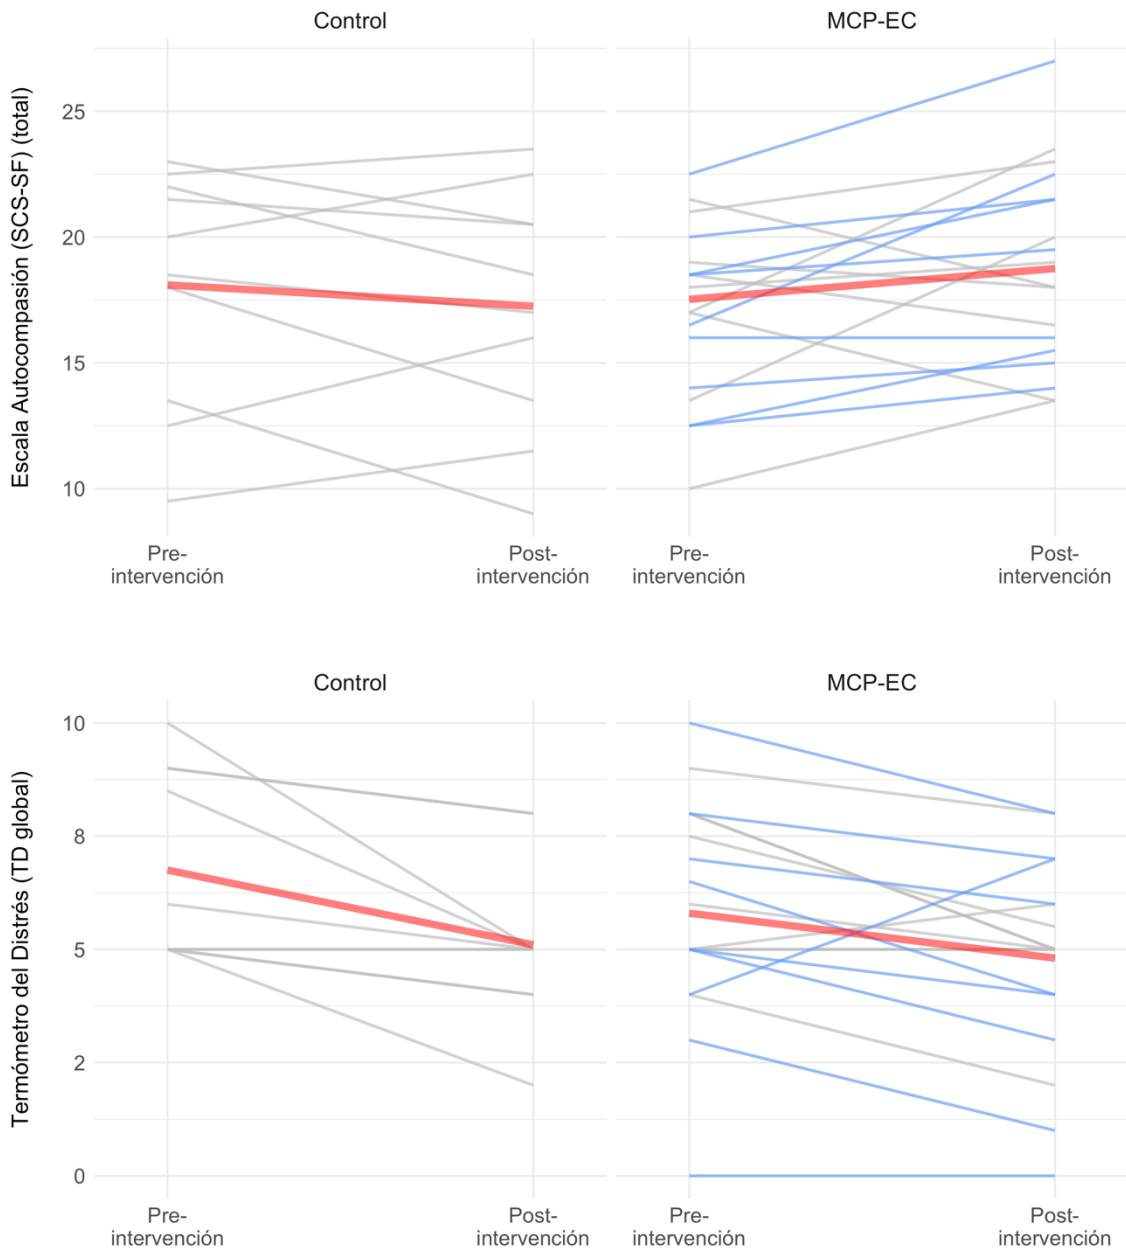 Control
MCP-EC
Escala Autocompasión (SCS-SF) (total)
25
20
15
10
Pre-
intervención
Post-
intervención
Pre-
intervención
Post-
intervención
Control
MCP-EC
Termómetro del Distrés (TD global)
10
8
5
2
0
Pre-
intervención
Post-
intervención
Pre-
intervención
Post-
intervención